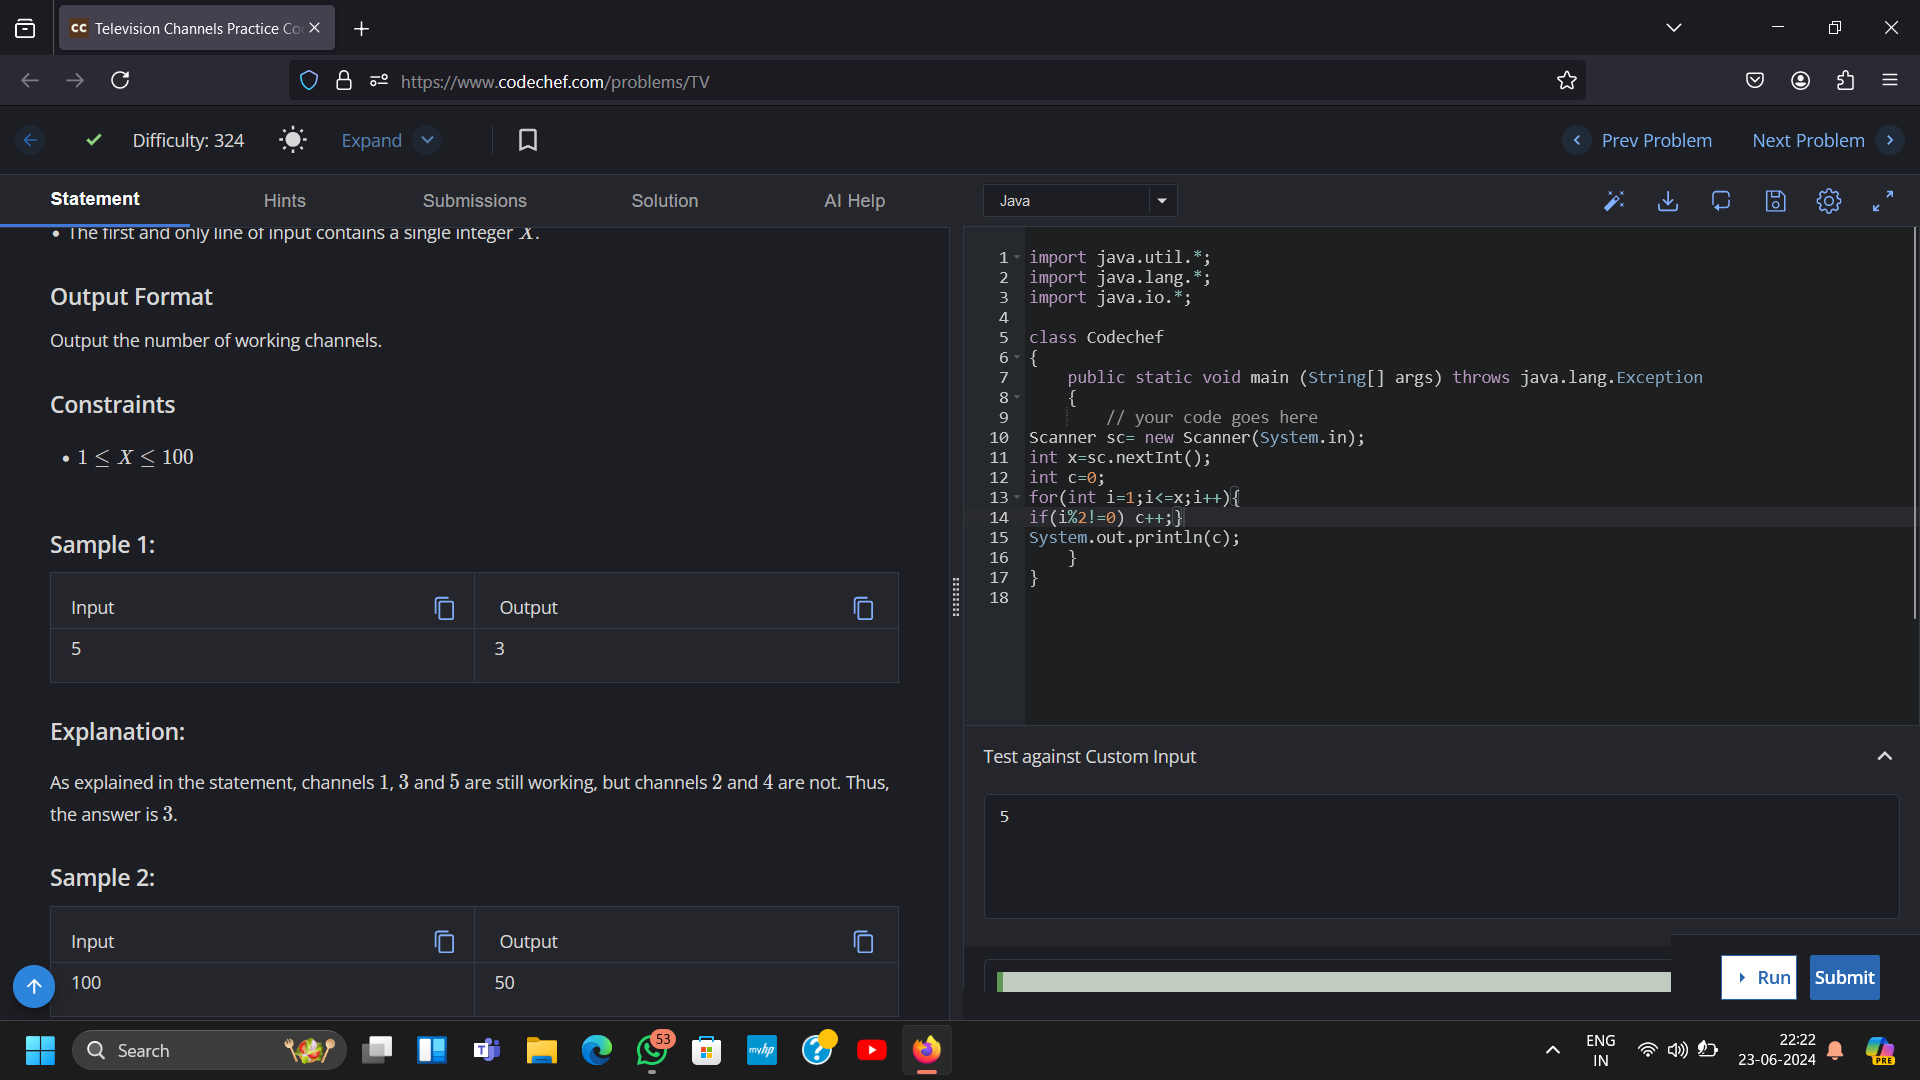 Television Channels Practice Co
https://www.codechef.com/problems/TV
Difficulty: 324
Expand
Prev Problem
Next Problem
Statement
Hints
Submissions
Solution
AI Help
Java
• The first and only line of input contains a single integer X.
Output Format
Output the number of working channels.
Constraints
• 1 ≤ X ≤ 100
Sample 1:
Input
Output
5
3
Explanation:
As explained in the statement, channels 1, 3 and 5 are still working, but channels 2 and 4 are not. Thus,
the answer is 3.
Sample 2:
Input
Output
100
50
1 import java.util.*;
2 import java.lang.*;
3 import java.io.*;
4
5 class Codechef
6 {
7     public static void main (String[] args) throws java.lang.Exception
8     {
9         // your code goes here
10 Scanner sc= new Scanner(System.in);
11 int x=sc.nextInt();
12 int c=0;
13 for(int i=1;i<=x;i++){
14 if(i%2!=0) c++;}
15 System.out.println(c);
16     }
17 }
18
Test against Custom Input
5
Run
Submit
Search
53
myhp
ENG
IN
22:22
23-06-2024
PRE